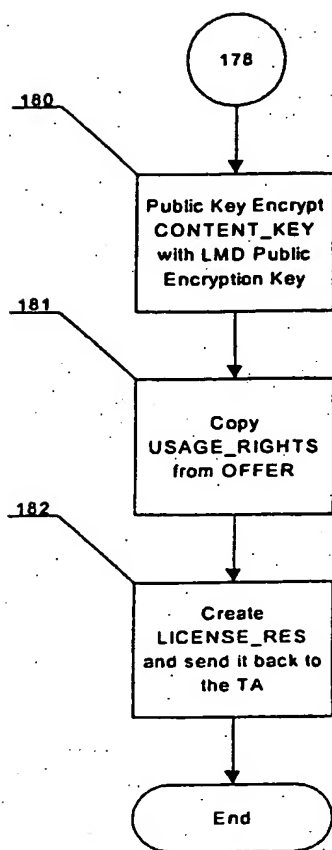 178
180
Public Key Encrypt
CONTENT_KEY
with LMD Public
Encryption Key
181
Copy
USAGE_RIGHTS
from OFFER
182
Create
LICENSE_RES
and send it back to
the TA
End